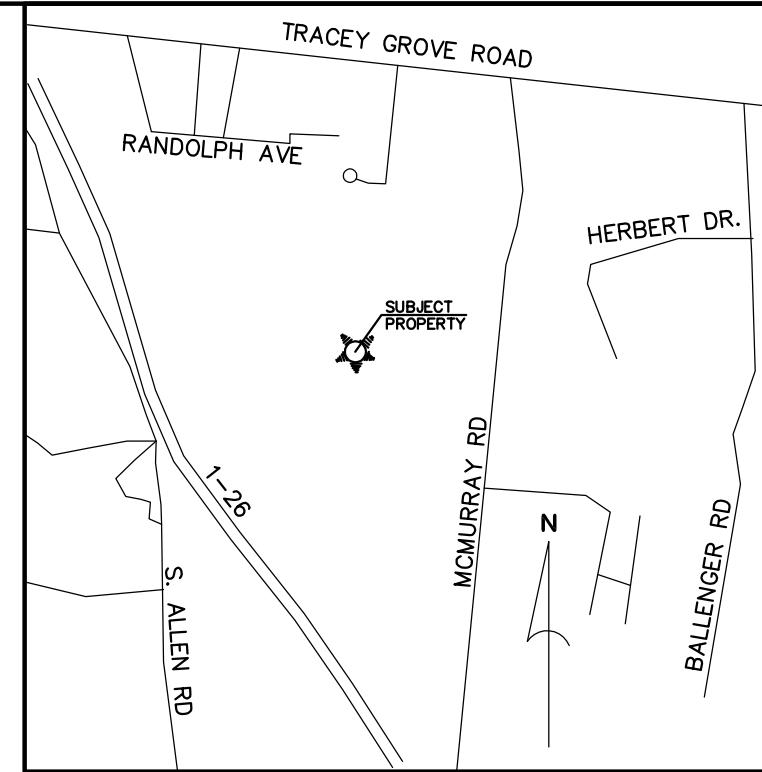 TRACEY GROVE ROAD
RANDOLPH AVE
HERBERT DR.
SUBJECT
PROPERTY
MCMURRAY RD
1-26
N
BALLENGER RD
S. ALLEN RD